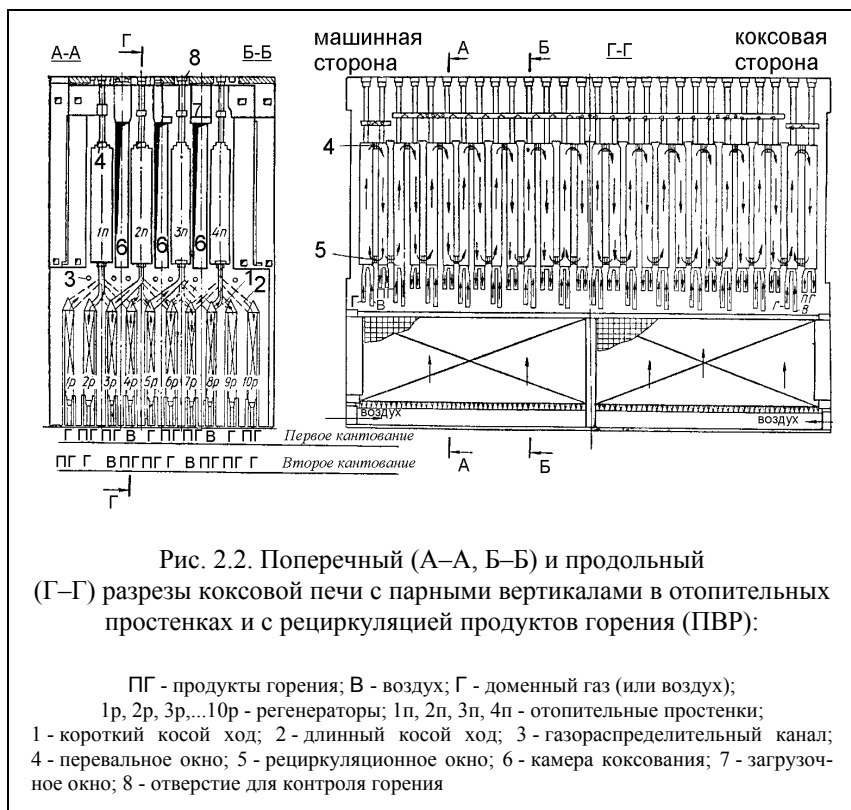 А-А
Г
8
Б-Б
7
4
1п
2п
3п
4п
6
6
6
3
1
2
1р
2р
3р
4р
5р
6р
7р
8р
9р
10р
Г ПГ ПГ В Г ПГ ПГ В Г ПГ
Первое кантование
ПГ Г В ПГ ПГ Г В ПГ ПГ Г
Второе кантование
Г
машинная
сторона
А
Б
Г-Г
коксовая
сторона
4
5
Г
В
ПГ
Г
ПГ
В
воздух
воздух
А
А
Б
Рис. 2.2. Поперечный (А–А, Б–Б) и продольный
(Г–Г) разрезы коксовой печи с парными вертикалами в отопительных
простенках и с рециркуляцией продуктов горения (ПВР):
ПГ - продукты горения; В - воздух; Г - доменный газ (или воздух);
1р, 2р, 3р,...10р - регенераторы; 1п, 2п, 3п, 4п - отопительные простенки;
1 - короткий косой ход; 2 - длинный косой ход; 3 - газораспределительный канал;
4 - перевальное окно; 5 - рециркуляционное окно; 6 - камера коксования; 7 - загрузоч-
ное окно; 8 - отверстие для контроля горения